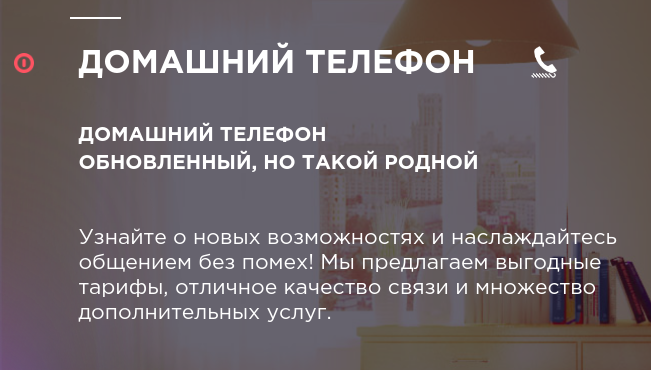 ДОМАШНИЙ ТЕЛЕФОН
ДОМАШНИЙ ТЕЛЕФОН
ОБНОВЛЕННЫЙ, НО ТАКОЙ РОДНОЙ
Узнайте о новых возможностях и наслаждайтесь
общением без помех! Мы предлагаем выгодные
тарифы, отличное качество связи и множество
дополнительных услуг.